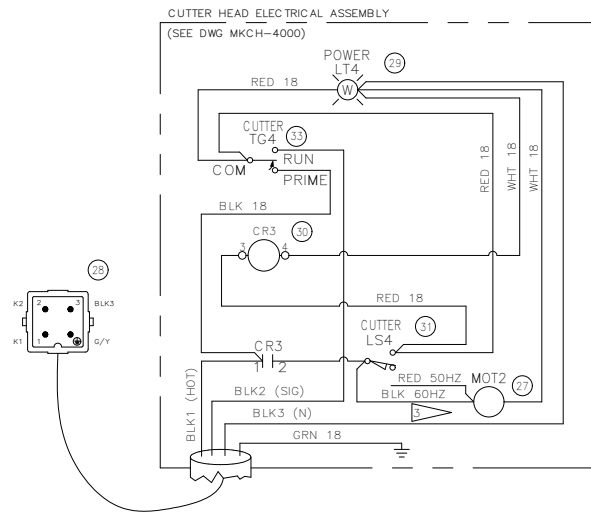 CUTTER HEAD ELECTRICAL ASSEMBLY
(SEE DWG MKCH-4000)
POWER
LT4
29
W
RED 18
CUTTER
TG4
33
RUN
COM
PRIME
RED 18
WHT 18
WHT 18
BLK 18
CR3
30
3
4
28
K2
2
3
BLK3
K1
1
G/Y
RED 18
CUTTER
LS4
31
CR3
1
2
RED 50HZ
MOT2
27
BLK 60HZ
3
BLK1 (HOT)
BLK2 (SIG)
BLK3 (N)
GRN 18